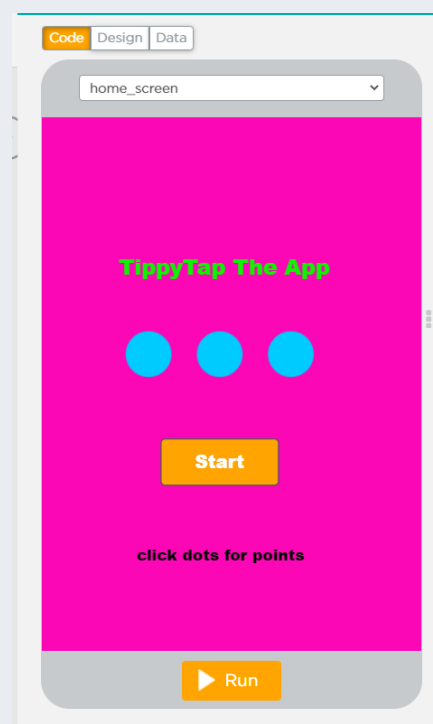 Code Design Data
home_screen
TippyTap The App
Start
click dots for points
Run